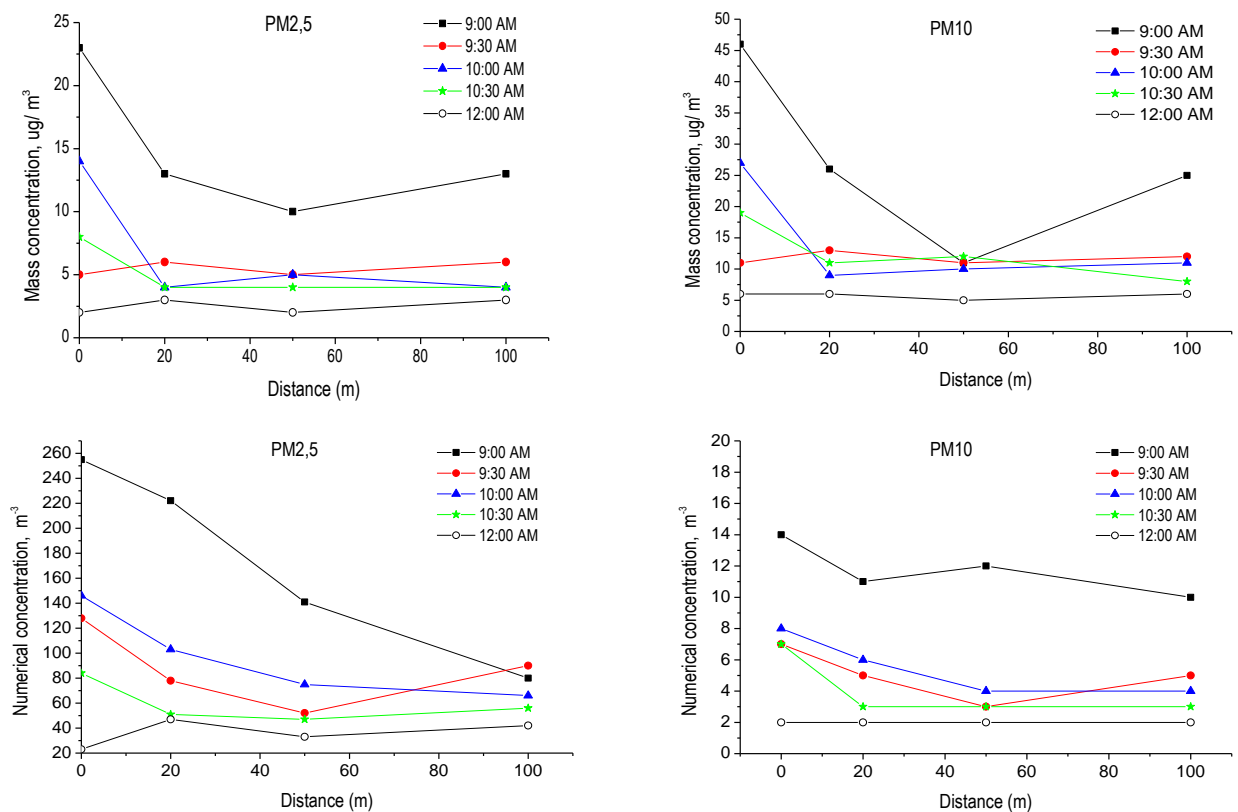 PM2,5
9:00 AM
9:30 AM
10:00 AM
10:30 AM
12:00 AM
25
20
15
10
5
0
Mass concentration, ug/ m³
0 20 40 60 80 100
Distance (m)
PM10
9:00 AM
9:30 AM
10:00 AM
10:30 AM
12:00 AM
50
45
40
35
30
25
20
15
10
5
0
Mass concentration, ug/ m³
0 20 40 60 80 100
Distance (m)
PM2,5
9:00 AM
9:30 AM
10:00 AM
10:30 AM
12:00 AM
260
240
220
200
180
160
140
120
100
80
60
40
20
Numerical concentration, m⁻³
0 20 40 60 80 100
Distance (m)
PM10
9:00 AM
9:30 AM
10:00 AM
10:30 AM
12:00 AM
20
18
16
14
12
10
8
6
4
2
0
Numerical concentration, m⁻³
0 20 40 60 80 100
Distance (m)